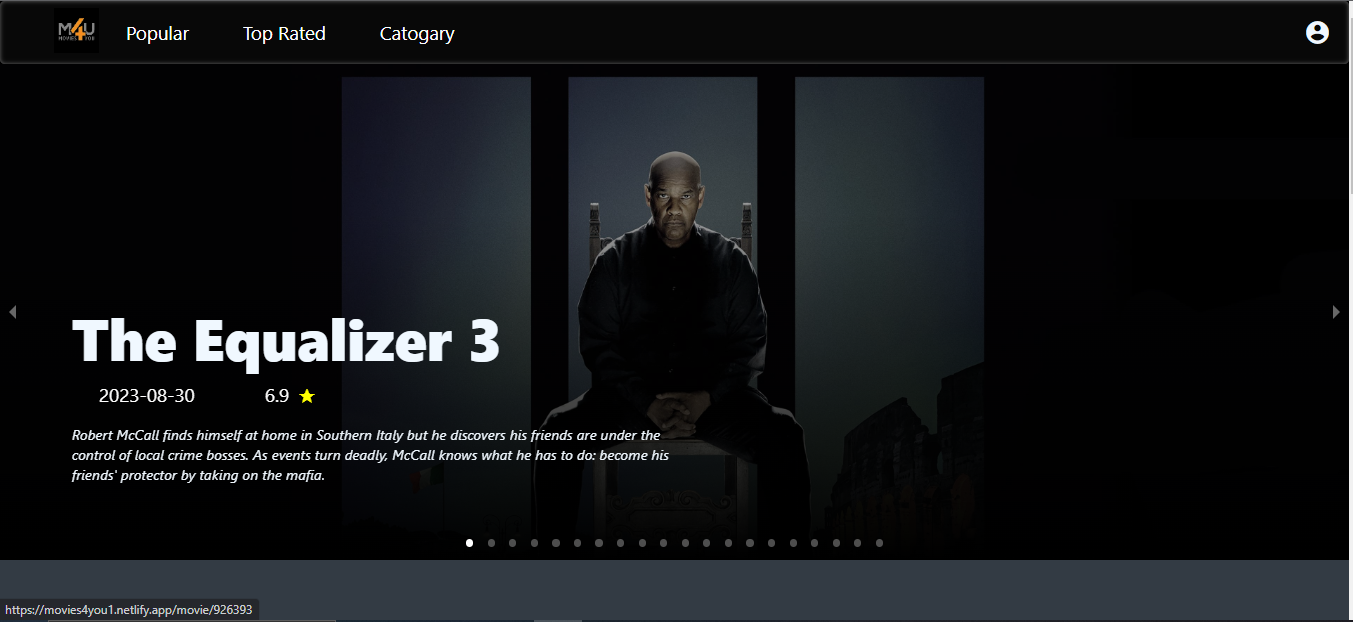 M4U
MOVIES 4 YOU
Popular
Top Rated
Catogary
The Equalizer 3
2023-08-30
6.9
Robert McCall finds himself at home in Southern Italy but he discovers his friends are under the
control of local crime bosses. As events turn deadly, McCall knows what he has to do: become his
friends' protector by taking on the mafia.
https://movies4you1.netlify.app/movie/926393